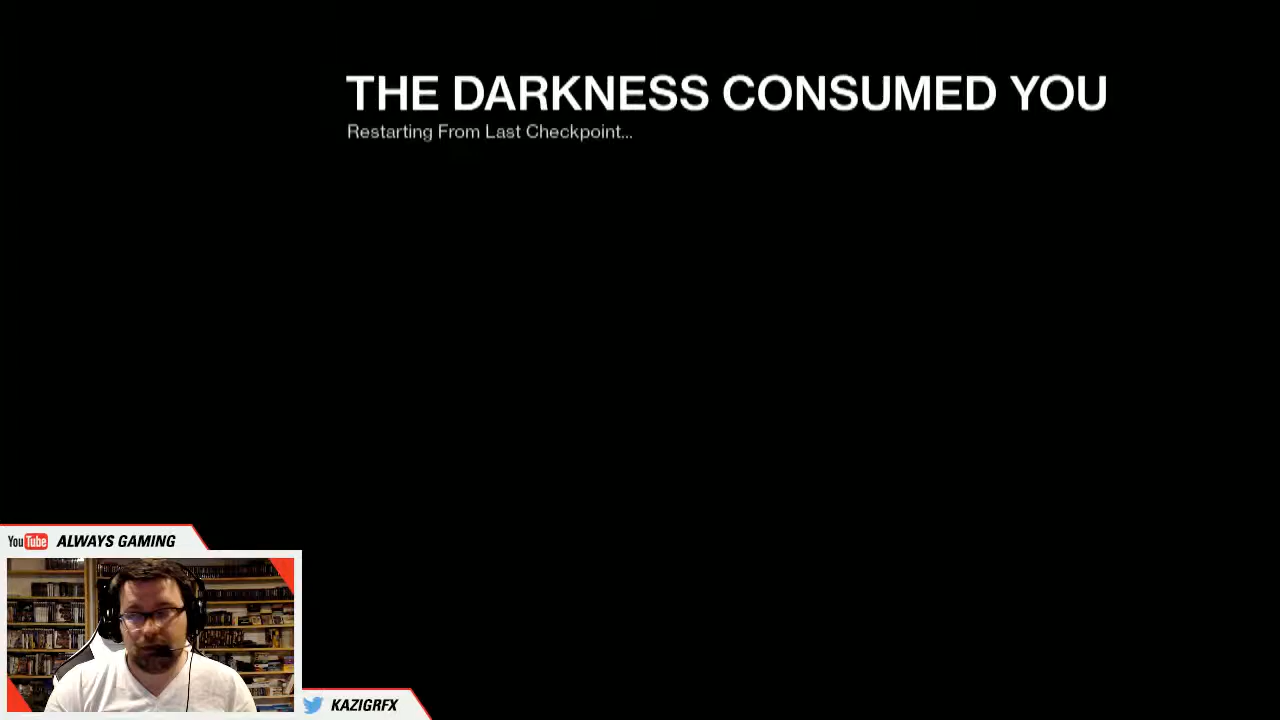 THE DARKNESS CONSUMED YOU
Restarting From Last Checkpoint...
YouTube ALWAYS GAMING
KAZIGRFX